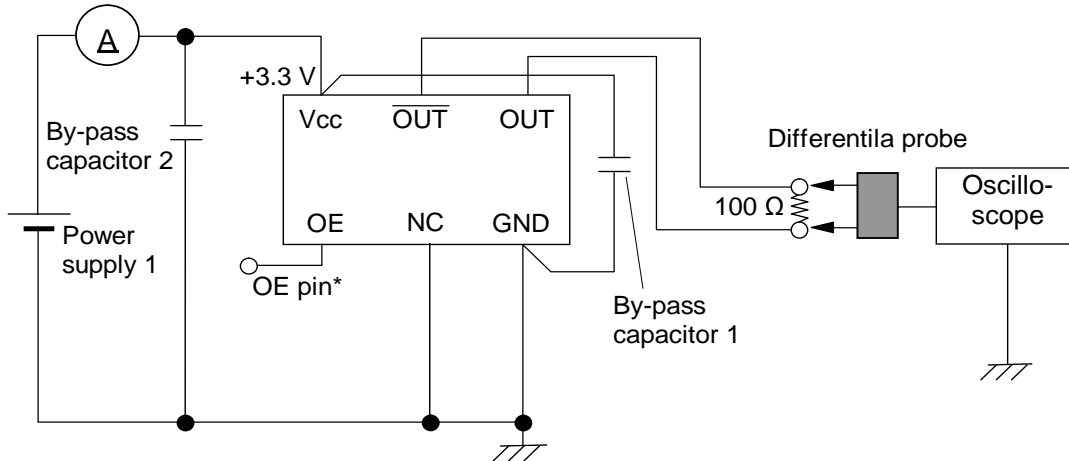 A
+3.3 V
By-pass
capacitor 2
Vcc
O̅U̅T̅
OUT
Differentila probe
100 Ω
Oscillo-
scope
Power
supply 1
OE
NC
GND
OE pin*
By-pass
capacitor 1